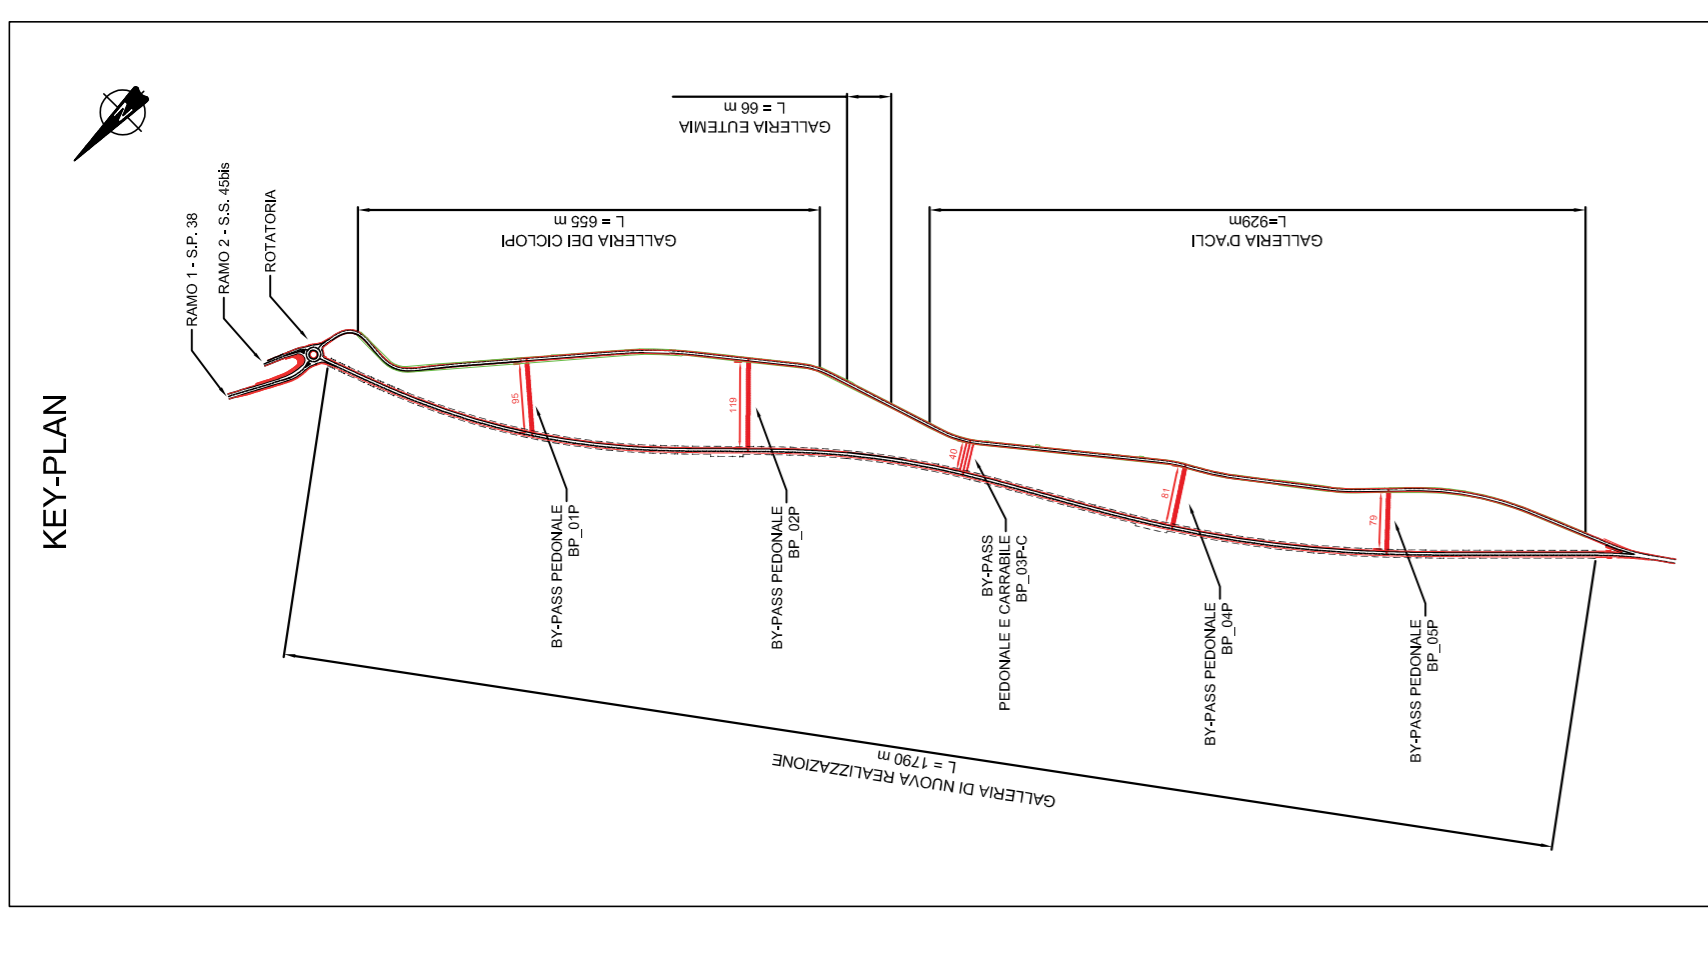 KEY-PLAN
RAMO 1 - S.P. 38
RAMO 2 - S.S. 45bis
ROTATORIA
GALLERIA DEI CICLOPI
L = 655 m
GALLERIA EUTEMIA
L = 66 m
GALLERIA D'ACLI
L=929m
95
119
40
81
79
BY-PASS PEDONALE
BP_01P
BY-PASS PEDONALE
BP_02P
BY-PASS
PEDONALE E CARRABILE
BP_03P-C
BY-PASS PEDONALE
BP_04P
BY-PASS PEDONALE
BP_05P
GALLERIA DI NUOVA REALIZZAZIONE
L = 1790 m